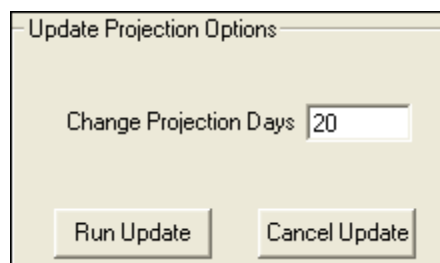 Update Projection Options
Change Projection Days 20
Run Update Cancel Update